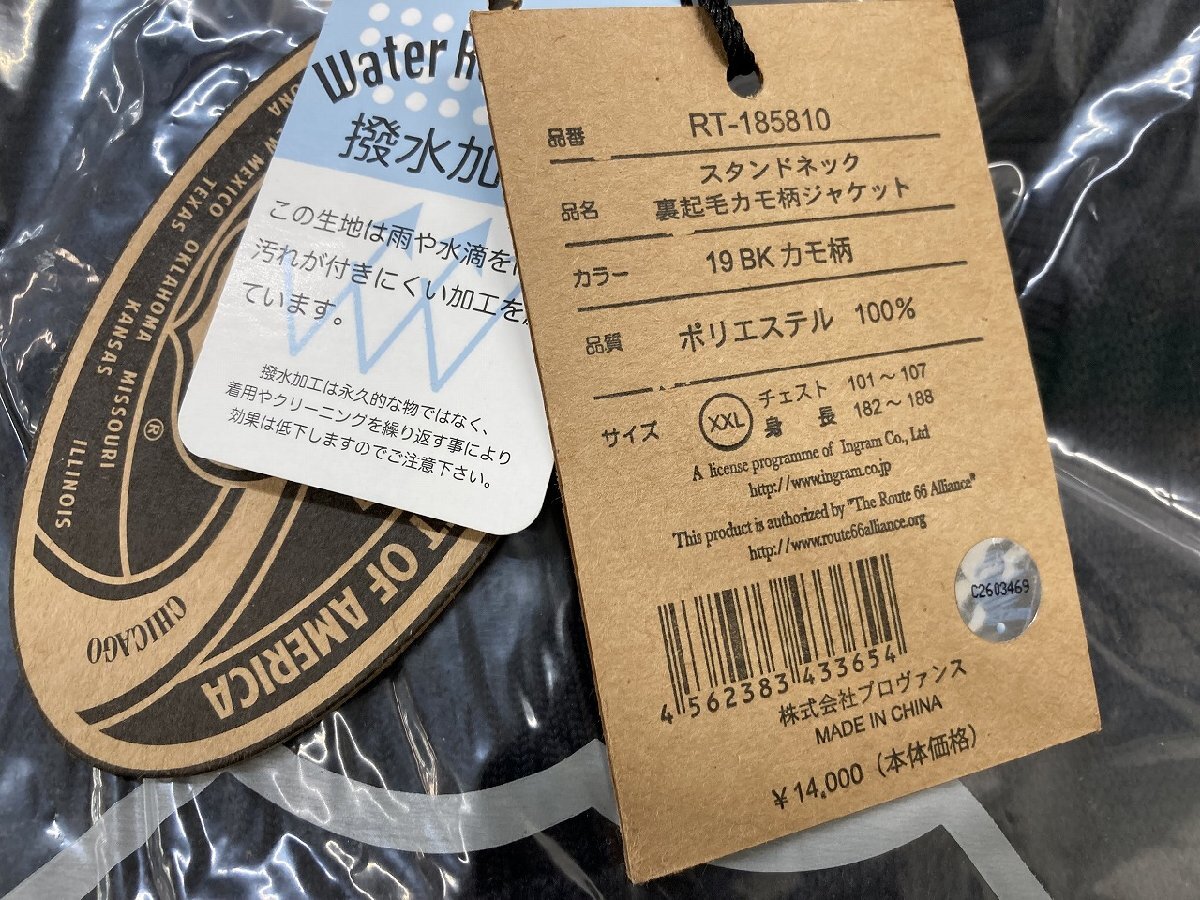 Water
撥水加
この生地は雨や水滴を
汚れが付きにくい加工を
ています。
撥水加工は永久的な物ではなく、
着用やクリーニングを繰り返す事により
効果は低下しますのでご注意下さい。
品番 RT-185810
品名 スタンドネック
裏起毛カモ柄ジャケット
カラー 19 BK カモ柄
品質 ポリエステル 100%
サイズ XXL チェスト 101～107
身長 182～188
A license programme of Ingram Co., Ltd
http://www.ingram.co.jp
This product is authorized by "The Route 66 Alliance"
http://www.route66alliance.org
C2603469
4 562383 433654
株式会社プロヴァンス
MADE IN CHINA
¥14,000（本体価格）
MEXICO
TEXAS
OKLAHOMA
KANSAS
MISSOURI
ILLINOIS
®
CHICAGO
OF AMERICA